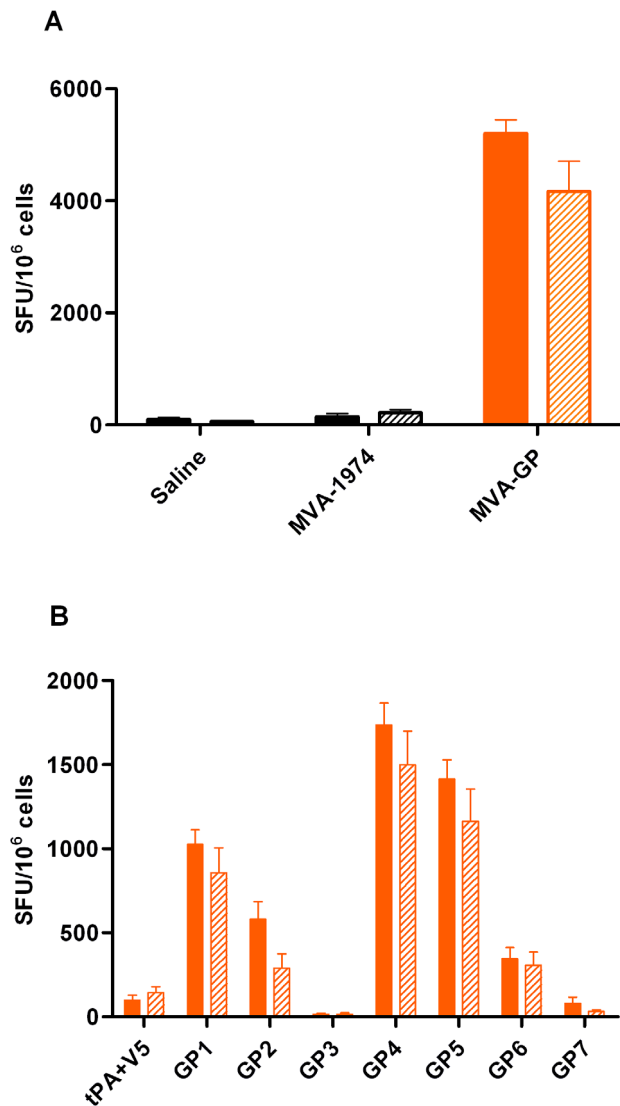 A
SFU/10⁶ cells
6000
4000
2000
0
Saline
MVA-1974
MVA-GP
B
SFU/10⁶ cells
2000
1500
1000
500
0
tPA+V5
GP1
GP2
GP3
GP4
GP5
GP6
GP7